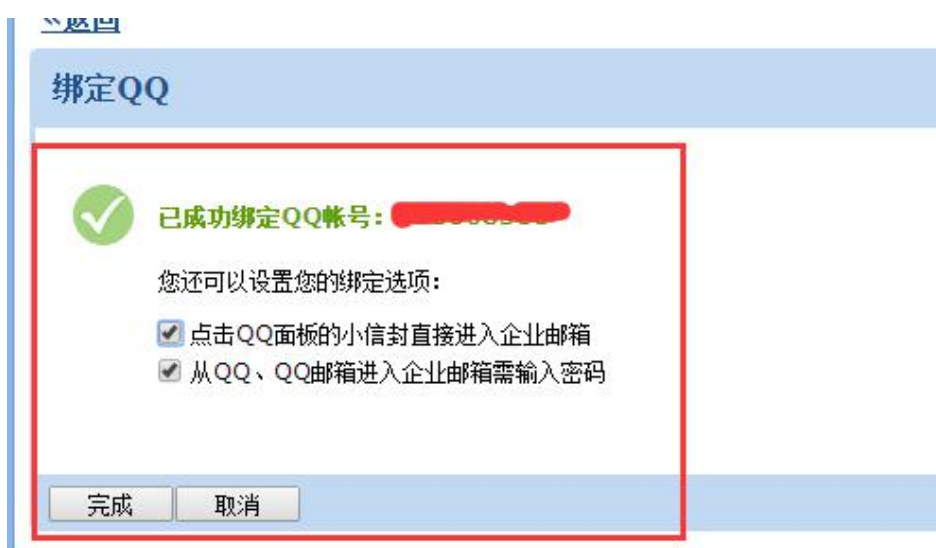 ≪返回
绑定QQ
已成功绑定QQ帐号:
您还可以设置您的绑定选项:
点击QQ面板的小信封直接进入企业邮箱
从QQ、QQ邮箱进入企业邮箱需输入密码
完成 取消